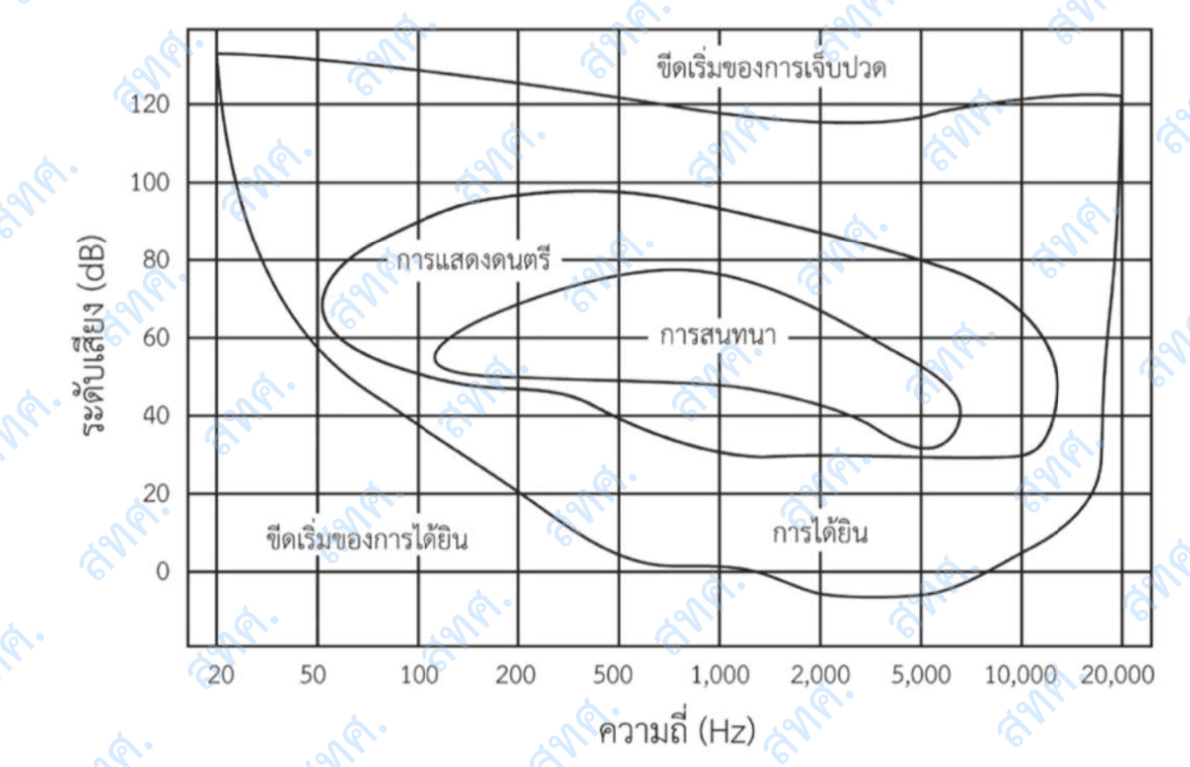 ขีดเริ่มของการเจ็บปวด
120
100
80
60
40
20
0
ระดับเสียง (dB)
การแสดงดนตรี
การสนทนา
ขีดเริ่มของการได้ยิน
การได้ยิน
20 50 100 200 500 1,000 2,000 5,000 10,000 20,000
ความถี่ (Hz)
สทศ.